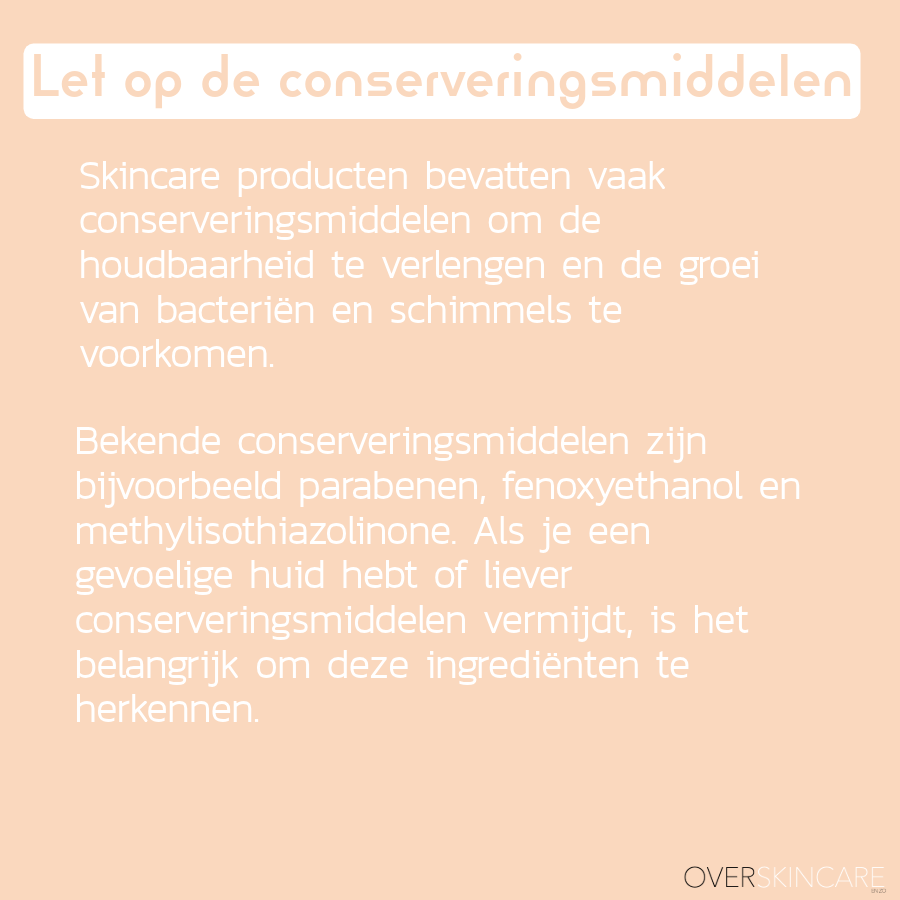 Let op de conserveringsmiddelen
Skincare producten bevatten vaak
conserveringsmiddelen om de
houdbaarheid te verlengen en de groei
van bacteriën en schimmels te
voorkomen.
Bekende conserveringsmiddelen zijn
bijvoorbeeld parabenen, fenoxyethanol en
methylisothiazolinone. Als je een
gevoelige huid hebt of liever
conserveringsmiddelen vermijdt, is het
belangrijk om deze ingrediënten te
herkennen.
OVERSKINCARE
ENZO